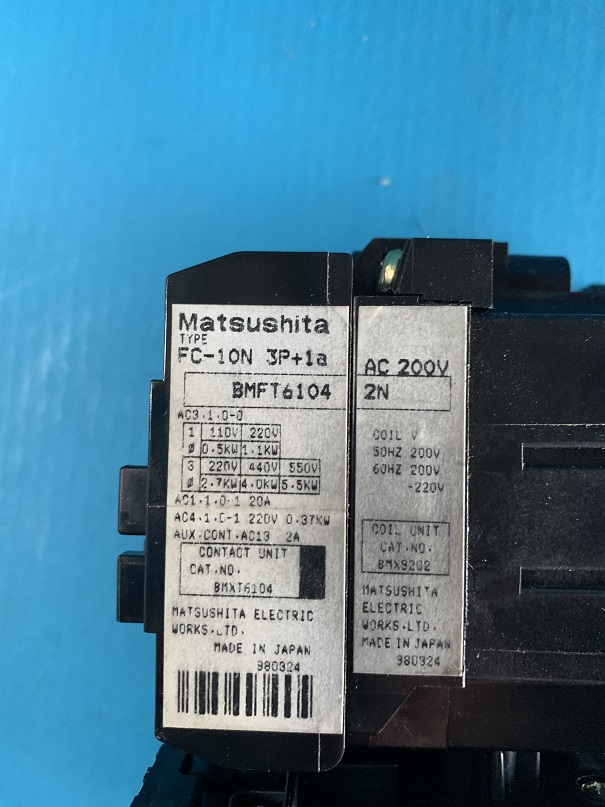 Matsushita
TYPE
FC-10N 3P+1a
BMFT6104
AC3.1.0-0
1 110V 220V
ø 0.5KW 1.1KW
3 220V 440V 550V
ø 2.7KW 4.0KW 5.5KW
AC1.1.0-1 20A
AC4.1.0-1 220V 0.37KW
AUX.CONT.AC13 2A
CONTACT UNIT
CAT.NO.
BMXT6104
MATSUSHITA ELECTRIC
WORKS.LTD.
MADE IN JAPAN
980324
AC 200V
2N
COIL V
50HZ 200V
60HZ 200V
-220V
COIL UNIT
CAT.NO.
BMX9202
MATSUSHITA
ELECTRIC
WORKS.LTD.
MADE IN JAPAN
980324